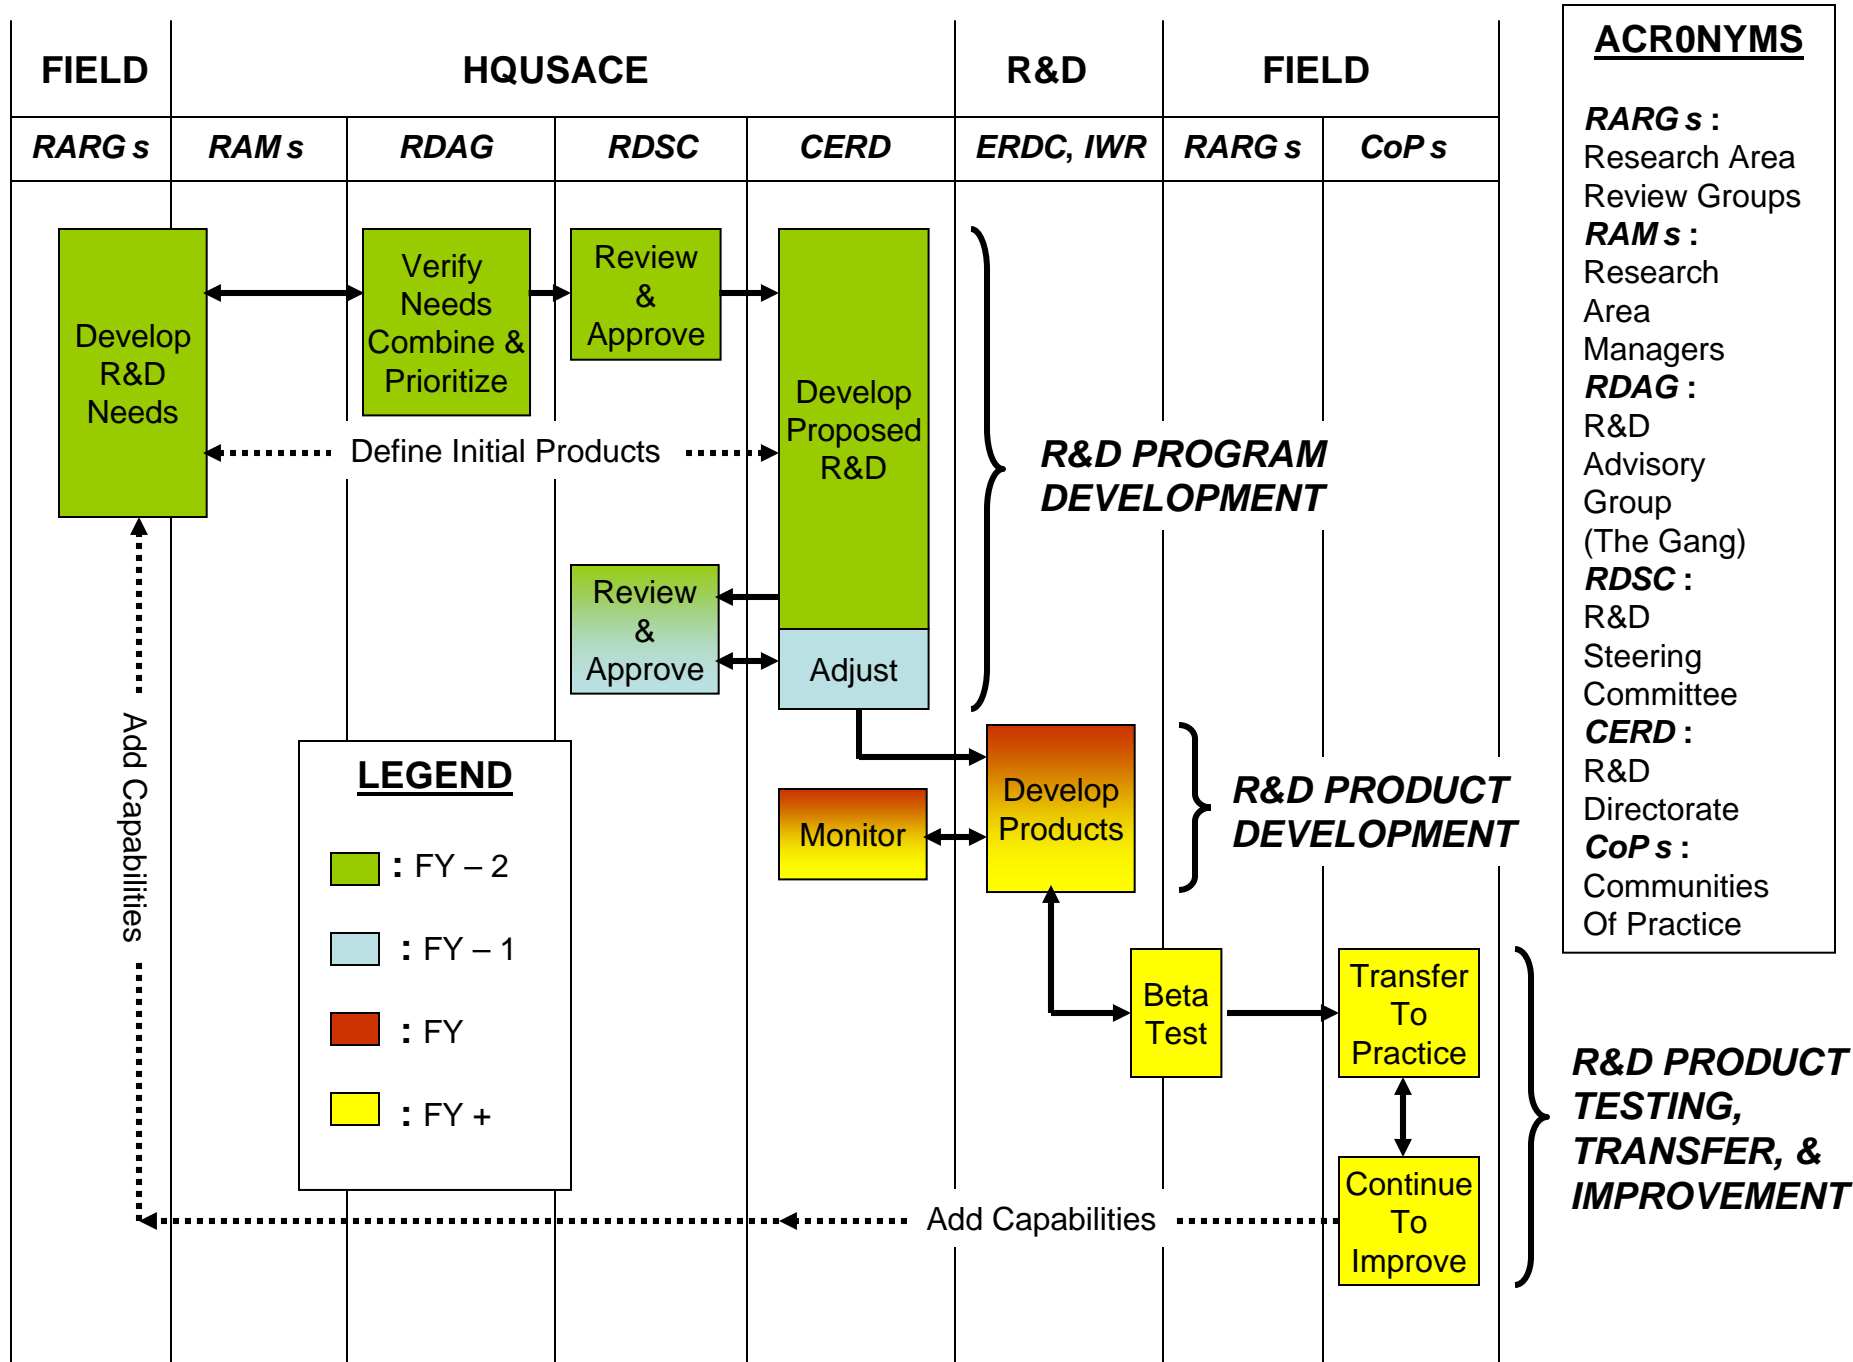 FIELD
HQUSACE
R&D
FIELD
RARG s
RAM s
RDAG
RDSC
CERD
ERDC, IWR
RARG s
CoP s
Develop
R&D
Needs
Verify
Needs
Combine &
Prioritize
Review
&
Approve
Develop
Proposed
R&D
Define Initial Products
R&D PROGRAM
DEVELOPMENT
Review
&
Approve
Adjust
Add Capabilities
LEGEND
: FY – 2
: FY – 1
: FY
: FY +
Monitor
Develop
Products
R&D PRODUCT
DEVELOPMENT
Beta
Test
Transfer
To
Practice
Continue
To
Improve
Add Capabilities
R&D PRODUCT
TESTING,
TRANSFER, &
IMPROVEMENT
ACR0NYMS
RARG s :
Research Area
Review Groups
RAM s :
Research
Area
Managers
RDAG :
R&D
Advisory
Group
(The Gang)
RDSC :
R&D
Steering
Committee
CERD :
R&D
Directorate
CoP s :
Communities
Of Practice